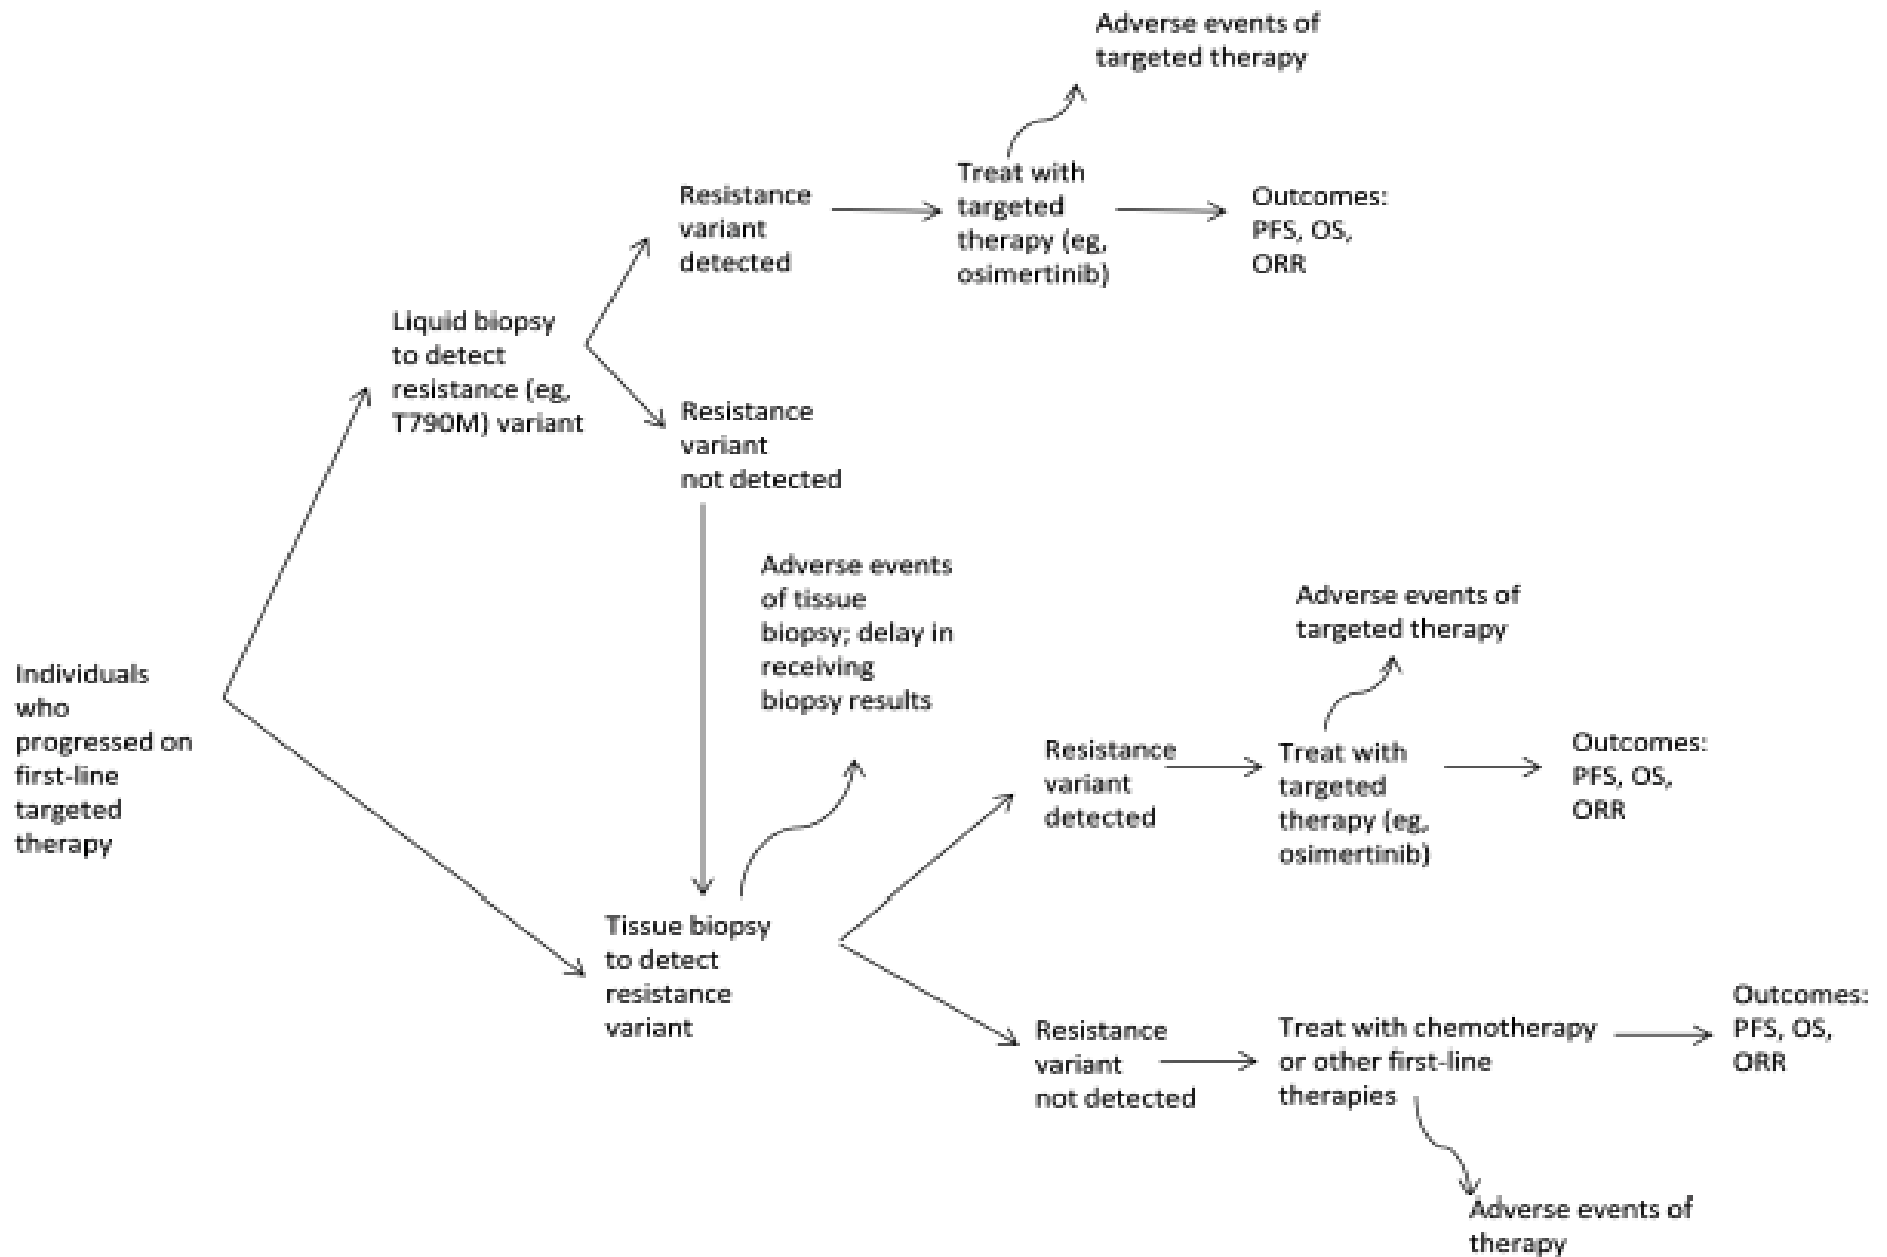 Adverse events of
targeted therapy
Resistance
variant
detected
Treat with
targeted
therapy (eg,
osimertinib)
Outcomes:
PFS, OS,
ORR
Liquid biopsy
to detect
resistance (eg,
T790M) variant
Resistance
variant
not detected
Adverse events
of tissue
biopsy; delay in
receiving
biopsy results
Individuals
who
progressed on
first-line
targeted
therapy
Adverse events of
targeted therapy
Resistance
variant
detected
Treat with
targeted
therapy (eg,
osimertinib)
Outcomes:
PFS, OS,
ORR
Tissue biopsy
to detect
resistance
variant
Resistance
variant
not detected
Treat with chemotherapy
or other first-line
therapies
Outcomes:
PFS, OS,
ORR
Adverse events of
therapy